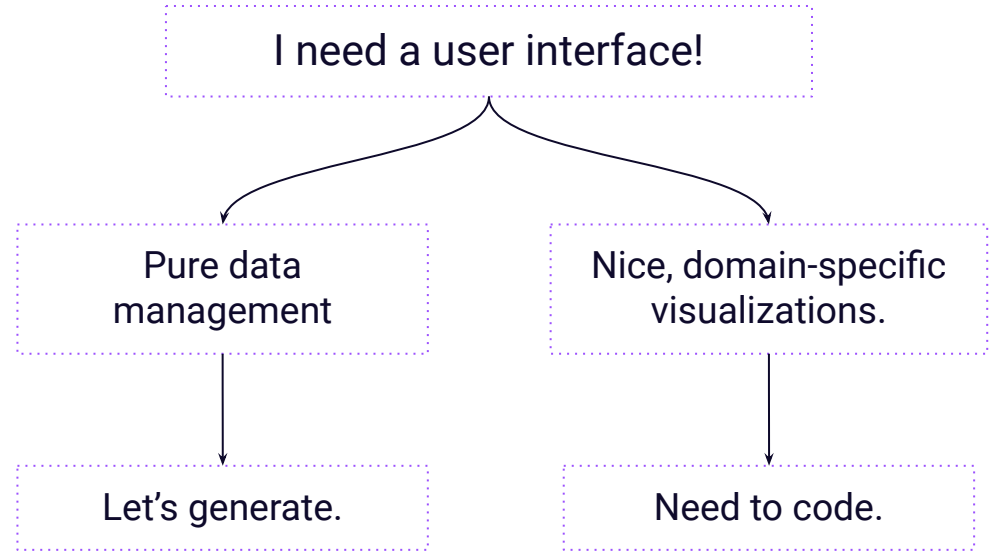 I need a user interface!
Pure data
management
Nice, domain-specific
visualizations.
Let’s generate.
Need to code.